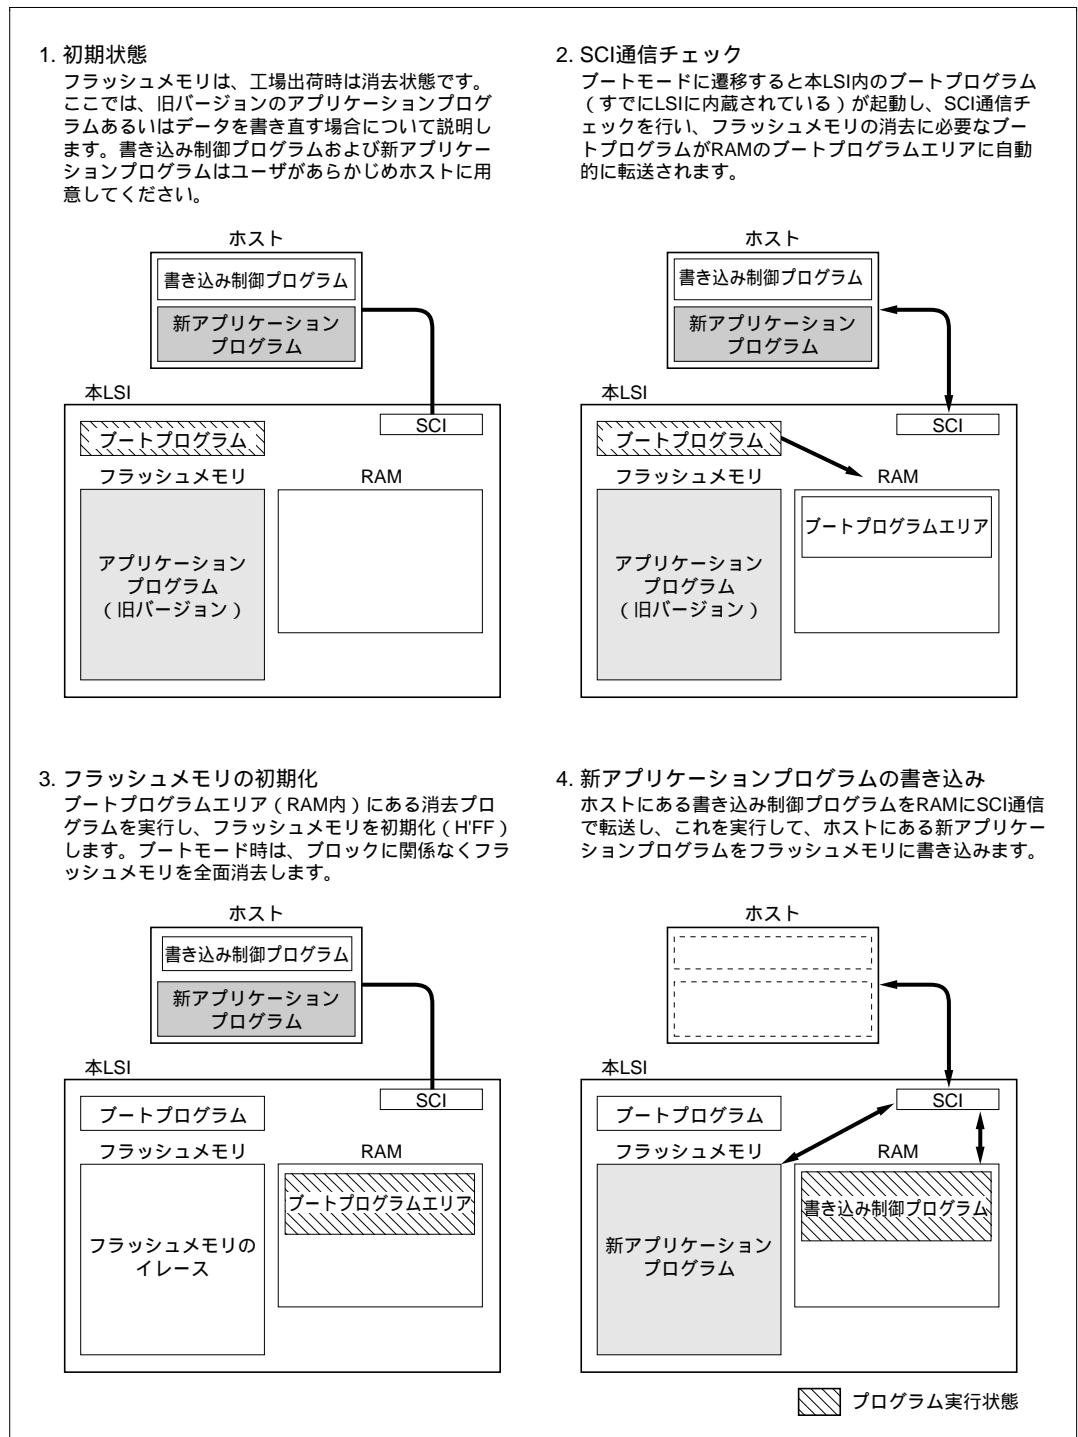 1. 初期状態
フラッシュメモリは、工場出荷時は消去状態です。
ここでは、旧バージョンのアプリケーションプログ
ラムあるいはデータを書き直す場合について説明し
ます。書き込み制御プログラムおよび新アプリケー
ションプログラムはユーザがあらかじめホストに用
意してください。
ホスト
書き込み制御プログラム
新アプリケーション
プログラム
本LSI
SCI
ブートプログラム
フラッシュメモリ
RAM
アプリケーション
プログラム
（旧バージョン）
2. SCI通信チェック
ブートモードに遷移すると本LSI内のブートプログラム
（すでにLSIに内蔵されている）が起動し、SCI通信チ
ェックを行い、フラッシュメモリの消去に必要なブー
トプログラムがRAMのブートプログラムエリアに自動
的に転送されます。
ホスト
書き込み制御プログラム
新アプリケーション
プログラム
本LSI
SCI
ブートプログラム
フラッシュメモリ
RAM
ブートプログラムエリア
アプリケーション
プログラム
（旧バージョン）
3. フラッシュメモリの初期化
ブートプログラムエリア（RAM内）にある消去プロ
グラムを実行し、フラッシュメモリを初期化（H'FF）
します。ブートモード時は、ブロックに関係なくフラ
ッシュメモリを全面消去します。
ホスト
書き込み制御プログラム
新アプリケーション
プログラム
本LSI
SCI
ブートプログラム
フラッシュメモリ
RAM
ブートプログラムエリア
フラッシュメモリの
イレース
4. 新アプリケーションプログラムの書き込み
ホストにある書き込み制御プログラムをRAMにSCI通信
で転送し、これを実行して、ホストにある新アプリケー
ションプログラムをフラッシュメモリに書き込みます。
ホスト
本LSI
SCI
ブートプログラム
フラッシュメモリ
RAM
書き込み制御プログラム
新アプリケーション
プログラム
プログラム実行状態